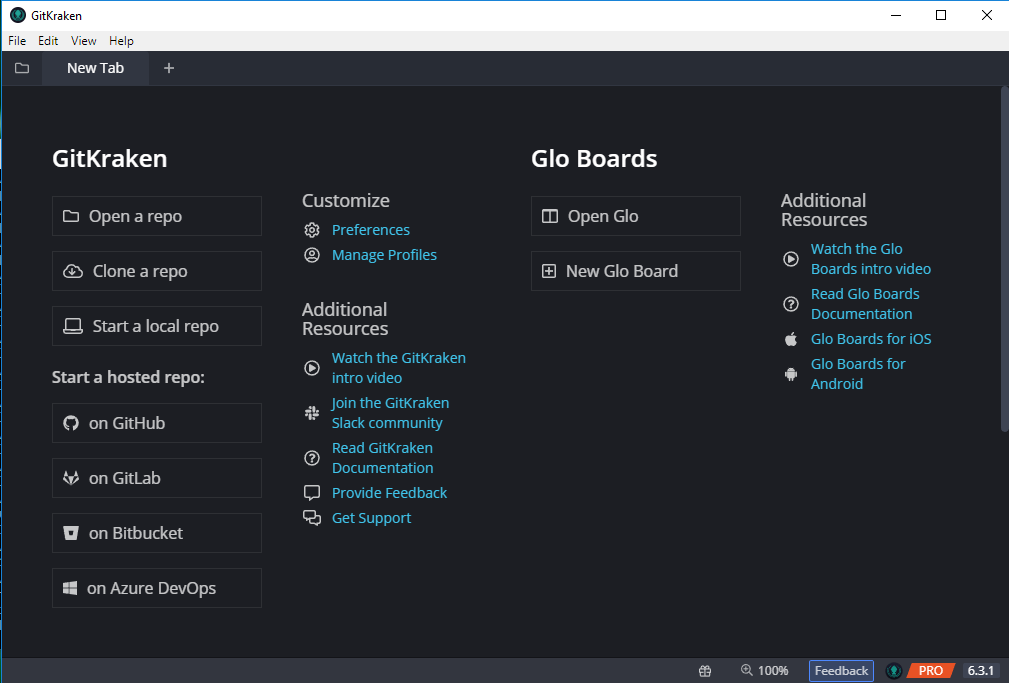 GitKraken
File Edit View Help
New Tab
GitKraken
Open a repo
Clone a repo
Start a local repo
Start a hosted repo:
on GitHub
on GitLab
on Bitbucket
on Azure DevOps
Customize
Preferences
Manage Profiles
Additional
Resources
Watch the GitKraken
intro video
Join the GitKraken
Slack community
Read GitKraken
Documentation
Provide Feedback
Get Support
Glo Boards
Open Glo
New Glo Board
Additional
Resources
Watch the Glo
Boards intro video
Read Glo Boards
Documentation
Glo Boards for iOS
Glo Boards for
Android
100% Feedback PRO 6.3.1